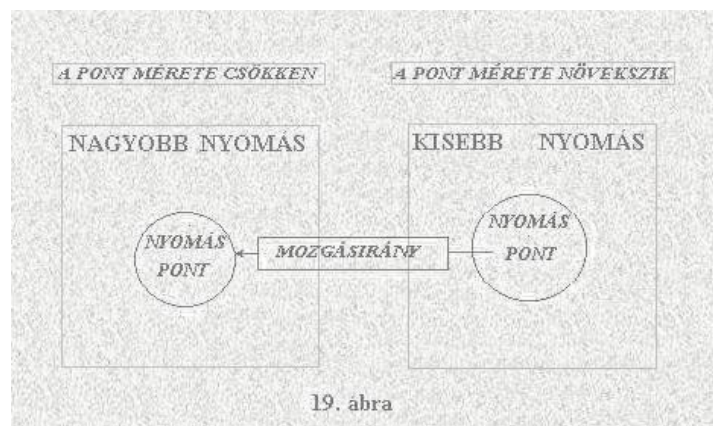 A PONT MÉRETE CSÖKKEN
A PONT MÉRETE NÖVEKSZIK
NAGYOBB NYOMÁS
KISEBB NYOMÁS
NYOMÁS
PONT
MOZGÁSIRÁNY
NYOMÁS
PONT
19. ábra